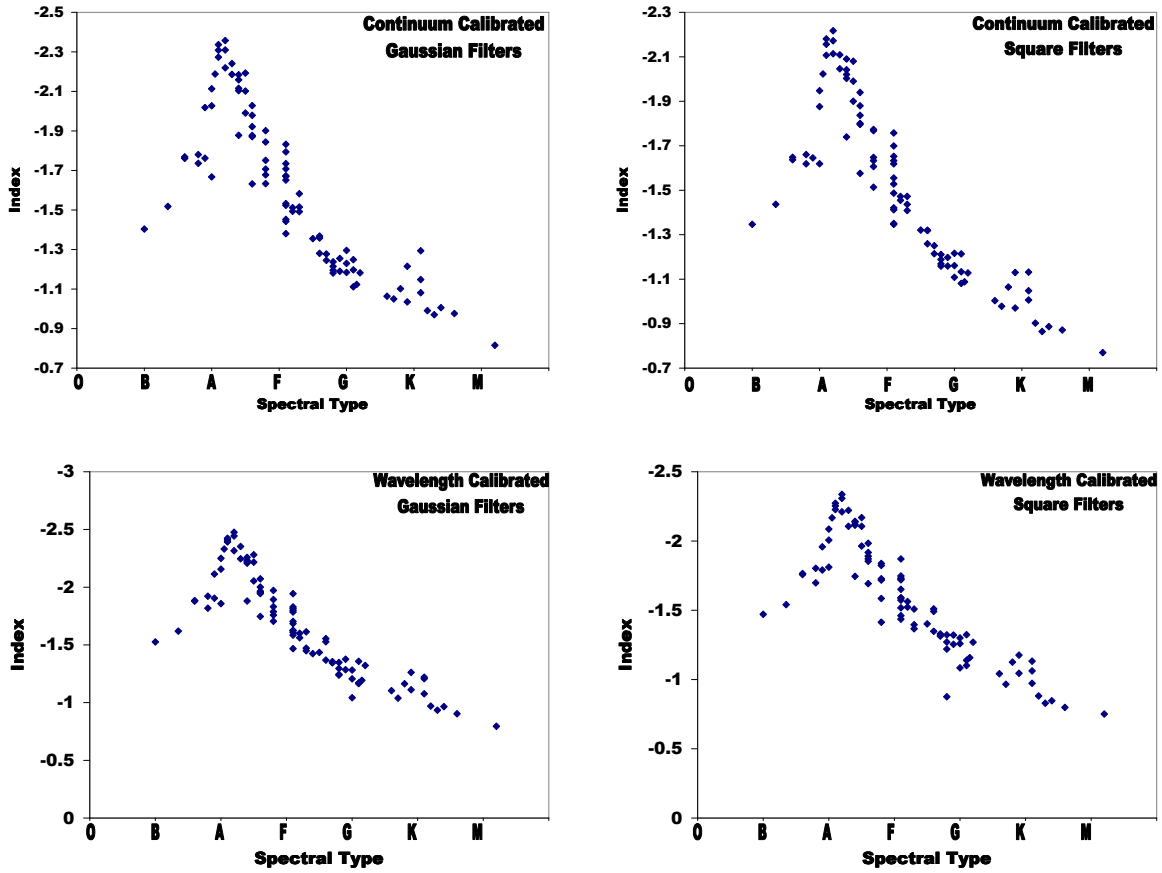 Continuum Calibrated
Gaussian Filters
-2.5
-2.3
-2.1
-1.9
-1.7
-1.5
-1.3
-1.1
-0.9
-0.7
Index
O B A F G K M
Spectral Type
Continuum Calibrated
Square Filters
-2.3
-2.1
-1.9
-1.7
-1.5
-1.3
-1.1
-0.9
-0.7
Index
O B A F G K M
Spectral Type
Wavelength Calibrated
Gaussian Filters
-3
-2.5
-2
-1.5
-1
-0.5
0
Index
O B A F G K M
Spectral Type
Wavelength Calibrated
Square Filters
-2.5
-2
-1.5
-1
-0.5
0
Index
O B A F G K M
Spectral Type